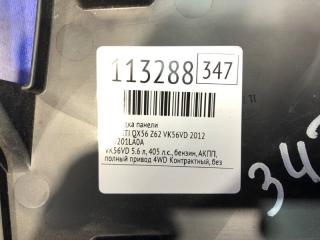 113288 347
панели
QX56 Z62 VK56VD 2012
201LA0A
VK56VD 5.6 л, 405 л.с., бензин, АКПП,
полный привод 4WD Контрактный, без